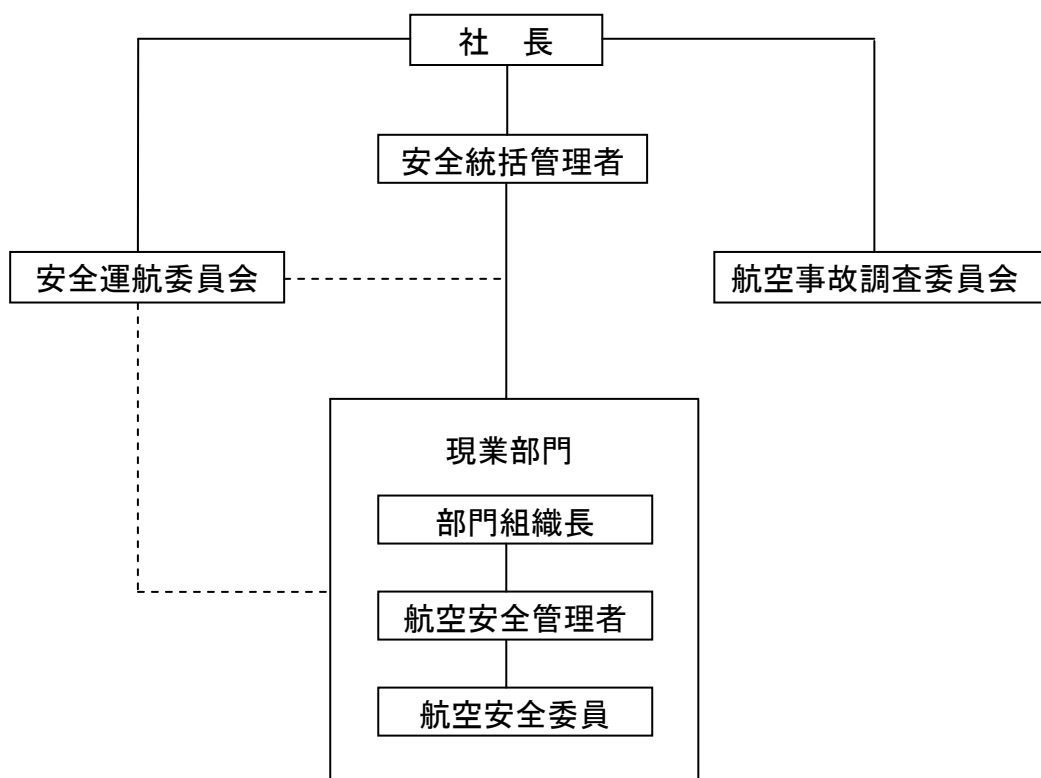 社　長
安全統括管理者
安全運航委員会
航空事故調査委員会
現業部門
部門組織長
航空安全管理者
航空安全委員